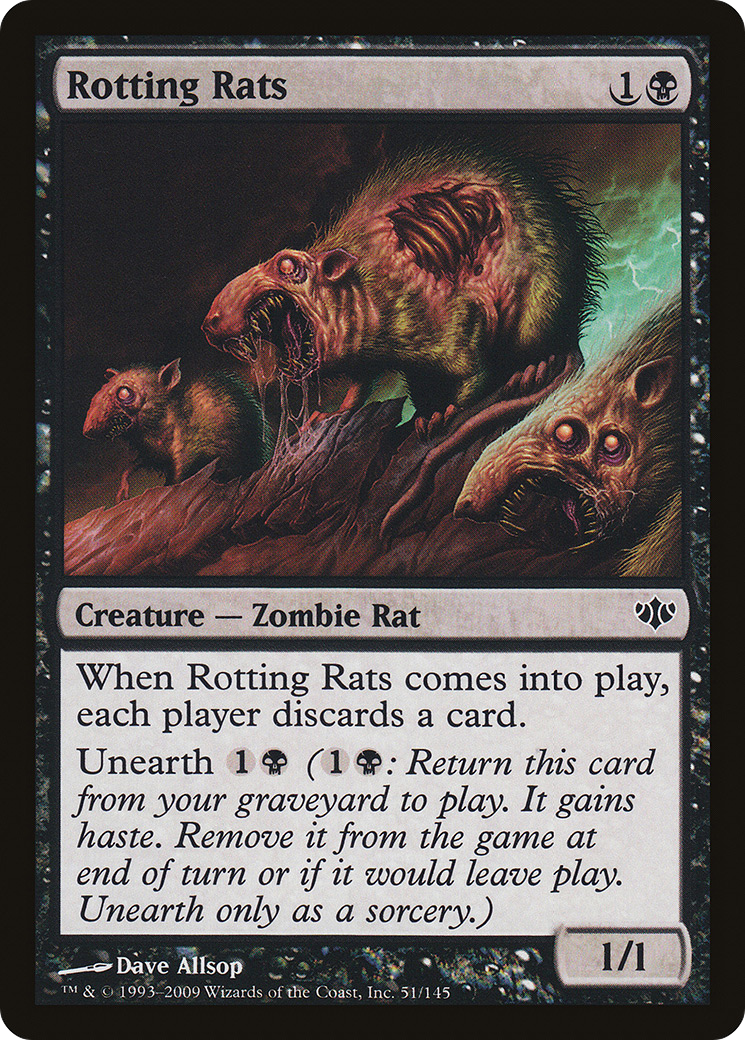 Rotting Rats 1
Creature — Zombie Rat
When Rotting Rats comes into play,
each player discards a card.
Unearth 1 (1 : Return this card
from your graveyard to play. It gains
haste. Remove it from the game at
end of turn or if it would leave play.
Unearth only as a sorcery.)
1/1
Dave Allsop
™ & © 1993–2009 Wizards of the Coast, Inc. 51/145